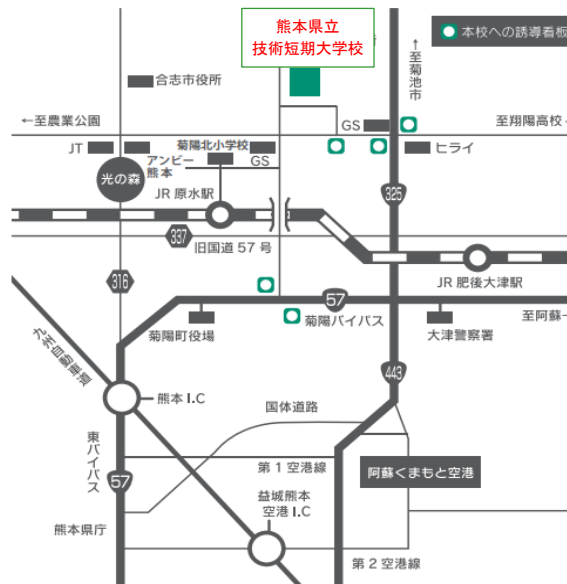 熊本県立
技術短期大学校
本校への誘導看板
←至菊池市
合志市役所
←至農業公園
GS
至翔陽高校
JT
アンビー
熊本
菊陽北小学校
GS
ヒライ
光の森
JR 原水駅
325
337
旧国道 57 号
316
JR 肥後大津駅
57
菊陽バイパス
菊陽町役場
大津警察署
至阿蘇
九州自動車道
443
熊本 I.C
国体道路
東バイパス
57
第 1 空港線
阿蘇くまもと空港
益城熊本
空港 I.C
熊本県庁
第 2 空港線